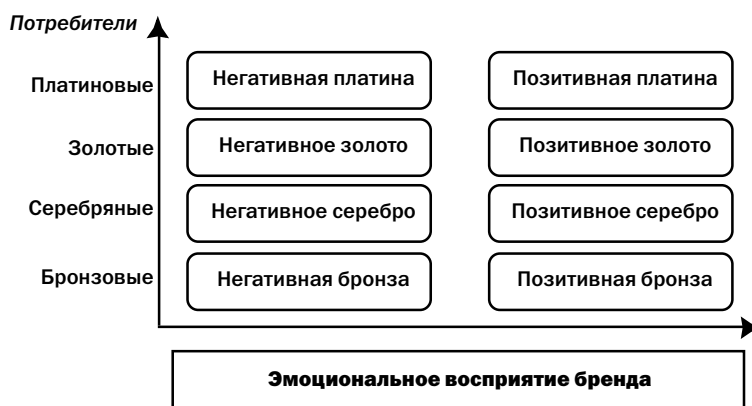 Потребители
Платиновые
Негативная платина
Позитивная платина
Золотые
Негативное золото
Позитивное золото
Серебряные
Негативное серебро
Позитивное серебро
Бронзовые
Негативная бронза
Позитивная бронза
Эмоциональное восприятие бренда